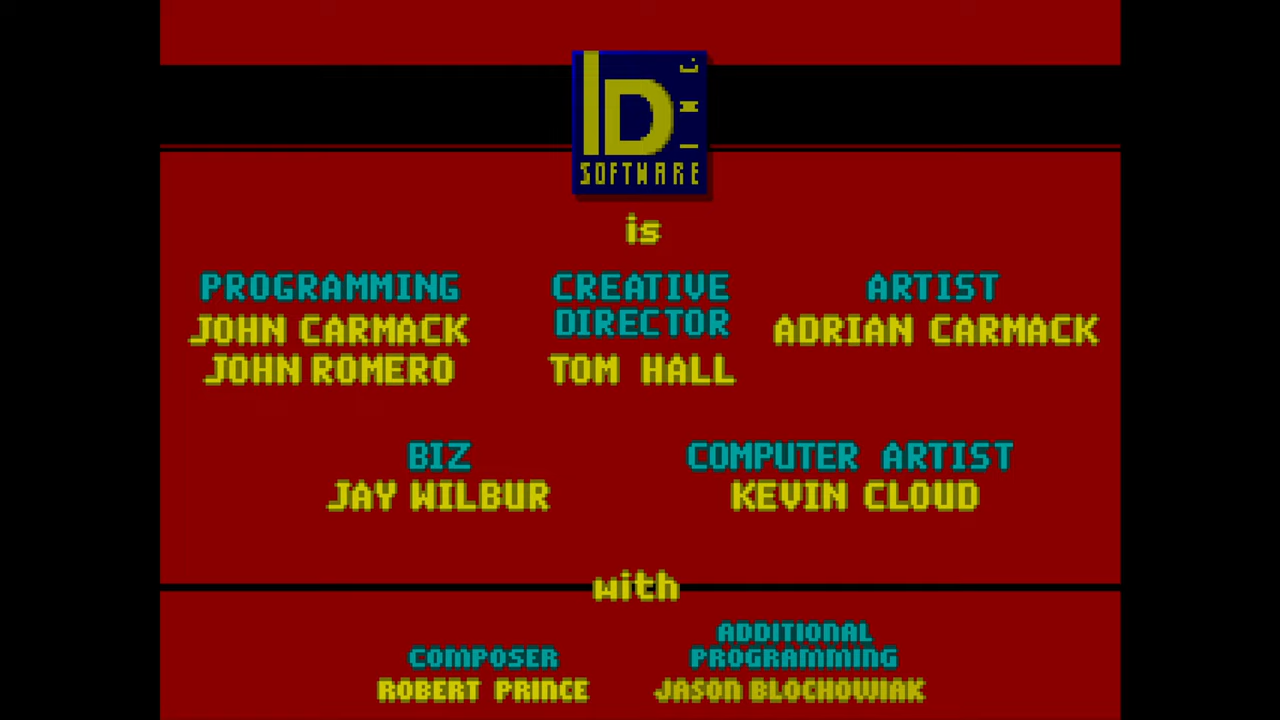 ID
SOFTWARE
is
PROGRAMMING
JOHN CARMACK
JOHN ROMERO
CREATIVE
DIRECTOR
TOM HALL
ARTIST
ADRIAN CARMACK
BIZ
JAY WILBUR
COMPUTER ARTIST
KEVIN CLOUD
with
COMPOSER
ROBERT PRINCE
ADDITIONAL
PROGRAMMING
JASON BLOCHOWIAK